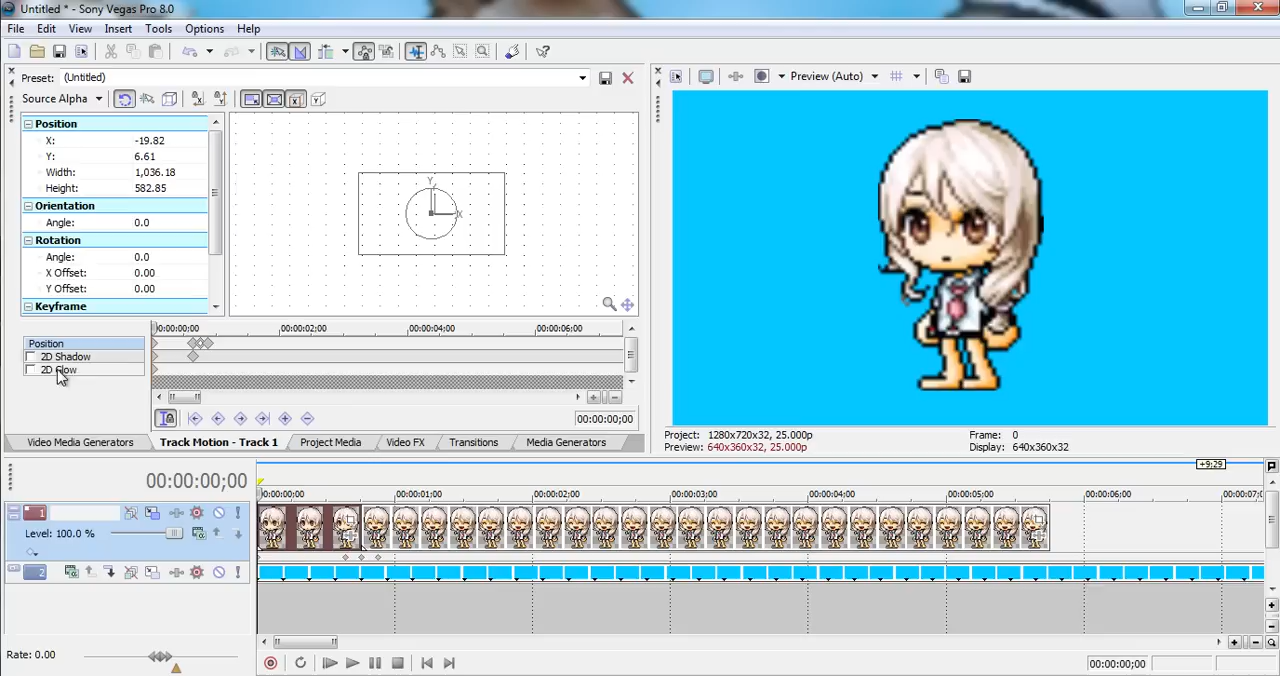 Untitled * - Sony Vegas Pro 8.0
File Edit View Insert Tools Options Help
Preset: (Untitled)
Source Alpha
Preview (Auto)
Position
X: -19.82
Y: 6.61
Width: 1,036.18
Height: 582.85
Orientation
Angle: 0.0
Rotation
Angle: 0.0
X Offset: 0.00
Y Offset: 0.00
Keyframe
Y
X
00:00:00:00 00:00:02:00 00:00:04:00 00:00:06:00
Position
2D Shadow
2D Glow
00:00:00;00
Video Media Generators Track Motion - Track 1 Project Media Video FX Transitions Media Generators
Project: 1280x720x32, 25.000p Frame: 0
Preview: 640x360x32, 25.000p Display: 640x360x32
+9:29
00:00:00;00
00:00:00 00:00:01;00 00:00:02;00 00:00:03;00 00:00:04;00 00:00:05;00 00:00:06;00 00:00:07;0
1
Level: 100.0 %
2
Rate: 0.00
00:00:00;00